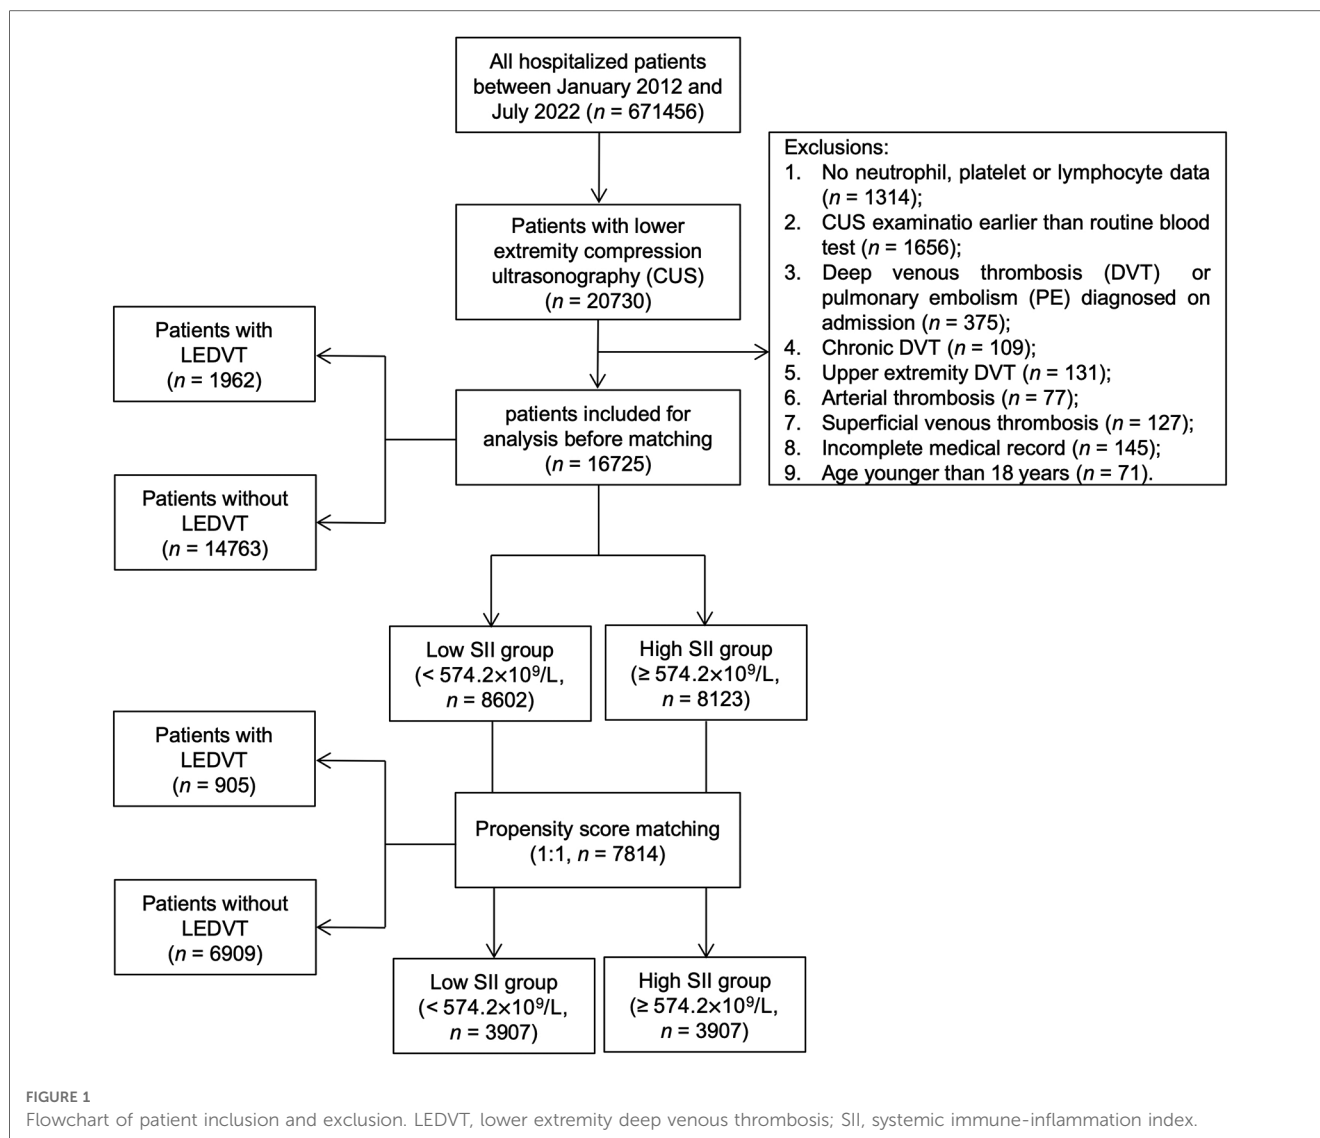 All hospitalized patients
between January 2012 and
July 2022 (n = 671456)
Patients with lower
extremity compression
ultrasonography (CUS)
(n = 20730)
Exclusions:
1. No neutrophil, platelet or lymphocyte data
(n = 1314);
2. CUS examinatio earlier than routine blood
test (n = 1656);
3. Deep venous thrombosis (DVT) or
pulmonary embolism (PE) diagnosed on
admission (n = 375);
4. Chronic DVT (n = 109);
5. Upper extremity DVT (n = 131);
6. Arterial thrombosis (n = 77);
7. Superficial venous thrombosis (n = 127);
8. Incomplete medical record (n = 145);
9. Age younger than 18 years (n = 71).
Patients with
LEDVT
(n = 1962)
patients included for
analysis before matching
(n = 16725)
Patients without
LEDVT
(n = 14763)
Low SII group
(< 574.2×10⁹/L,
n = 8602)
High SII group
(≥ 574.2×10⁹/L,
n = 8123)
Patients with
LEDVT
(n = 905)
Propensity score matching
(1:1, n = 7814)
Patients without
LEDVT
(n = 6909)
Low SII group
(< 574.2×10⁹/L,
n = 3907)
High SII group
(≥ 574.2×10⁹/L,
n = 3907)
FIGURE 1
Flowchart of patient inclusion and exclusion. LEDVT, lower extremity deep venous thrombosis; SII, systemic immune-inflammation index.